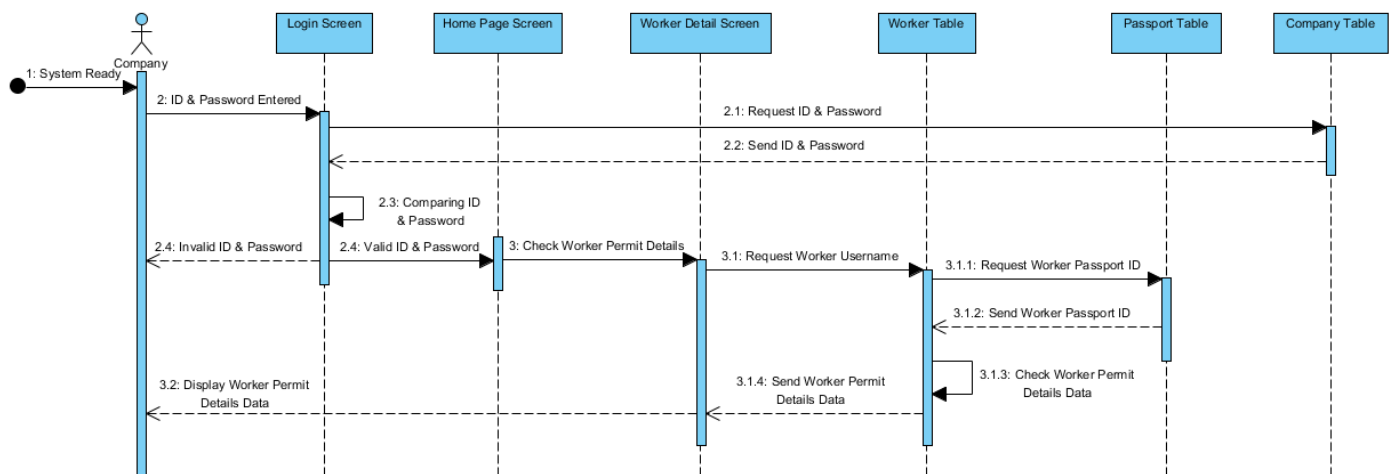 Login Screen
Home Page Screen
Worker Detail Screen
Worker Table
Passport Table
Company Table
Company
1: System Ready
2: ID & Password Entered
2.1: Request ID & Password
2.2: Send ID & Password
2.3: Comparing ID
& Password
2.4: Invalid ID & Password
2.4: Valid ID & Password
3: Check Worker Permit Details
3.1: Request Worker Username
3.1.1: Request Worker Passport ID
3.1.2: Send Worker Passport ID
3.1.3: Check Worker Permit
Details Data
3.1.4: Send Worker Permit
Details Data
3.2: Display Worker Permit
Details Data